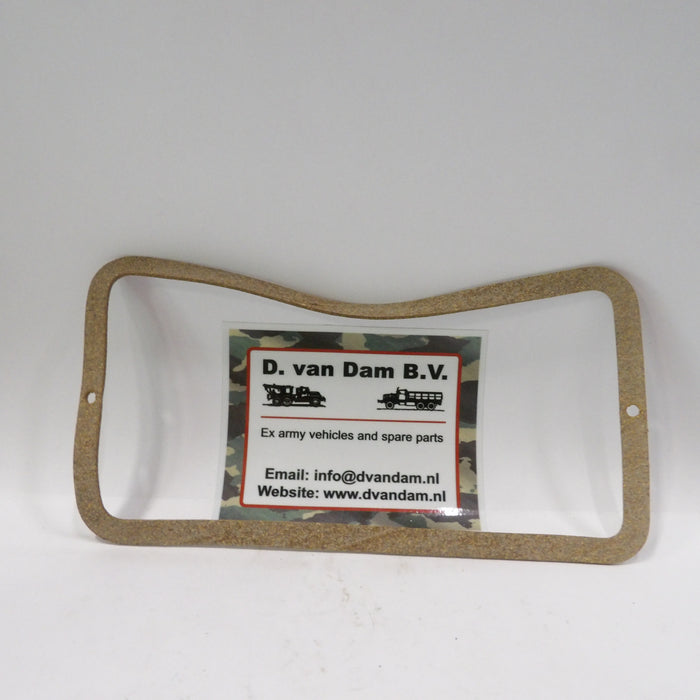 D. van Dam B.V.
Ex army vehicles and spare parts
Email: info@dvandam.nl
Website: www.dvandam.nl